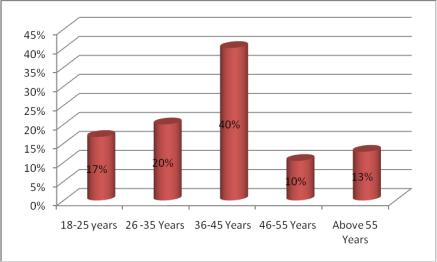 45%
40%
35%
30%
25%
20%
15%
10%
5%
0%
17%
20%
40%
10%
13%
18-25 years
26 -35 Years
36-45 Years
46-55 Years
Above 55
Years